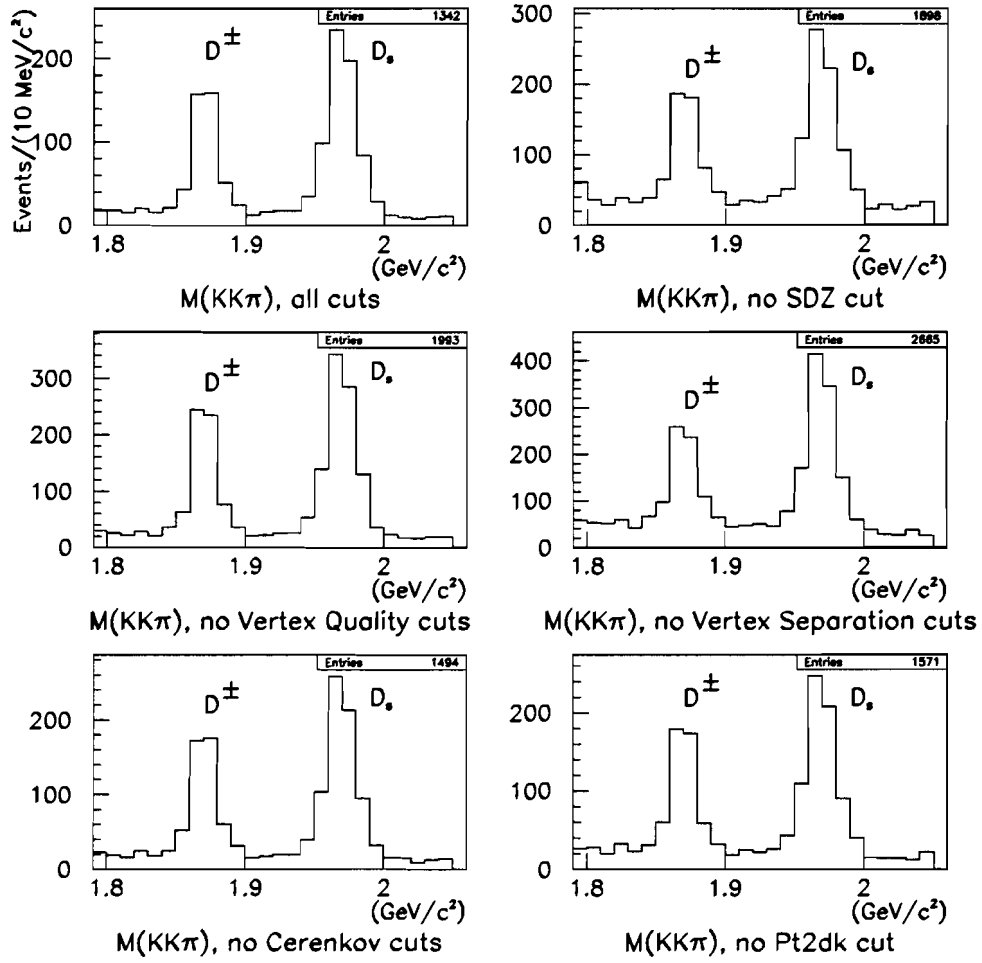 Entries 1342
D±
Ds
200
100
0
1.8 1.9 2
(GeV/c²)
Events/(10 MeV/c²)
M(KKπ), all cuts
Entries 1898
300
D±
Ds
200
100
0
1.8 1.9 2
(GeV/c²)
M(KKπ), no SDZ cut
Entries 1993
D±
Ds
300
200
100
0
1.8 1.9 2
(GeV/c²)
M(KKπ), no Vertex Quality cuts
Entries 2665
400
D±
Ds
300
200
100
0
1.8 1.9 2
(GeV/c²)
M(KKπ), no Vertex Separation cuts
Entries 1494
D±
Ds
200
100
0
1.8 1.9 2
(GeV/c²)
M(KKπ), no Cerenkov cuts
Entries 1571
D±
Ds
200
100
0
1.8 1.9 2
(GeV/c²)
M(KKπ), no Pt2dk cut